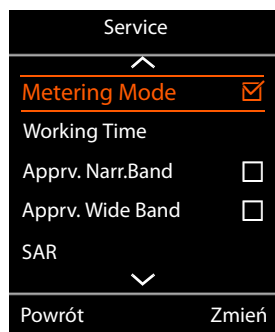 Service
Metering Mode
Working Time
Apprv. Narr.Band
Apprv. Wide Band
SAR
Powrót Zmień